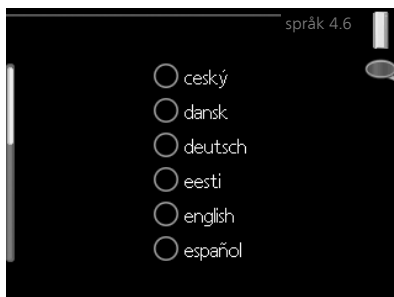 språk 4.6
ceský
dansk
deutsch
eesti
english
español